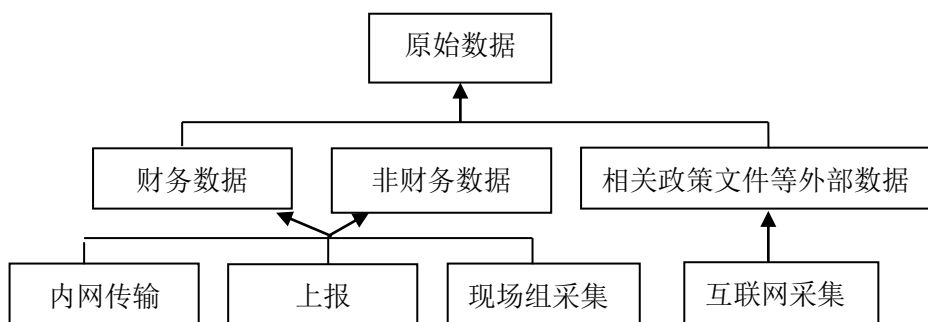 原始数据
财务数据
非财务数据
相关政策文件等外部数据
内网传输
上报
现场组采集
互联网采集